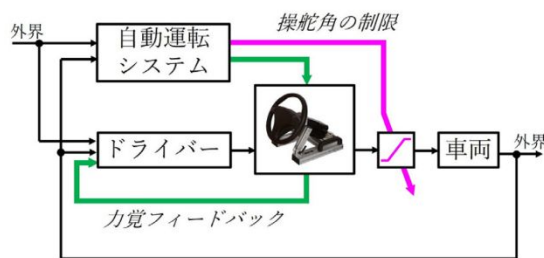 操舵角の制限
外界
自動運転
システム
外界
ドライバー
車両
力覚フィードバック